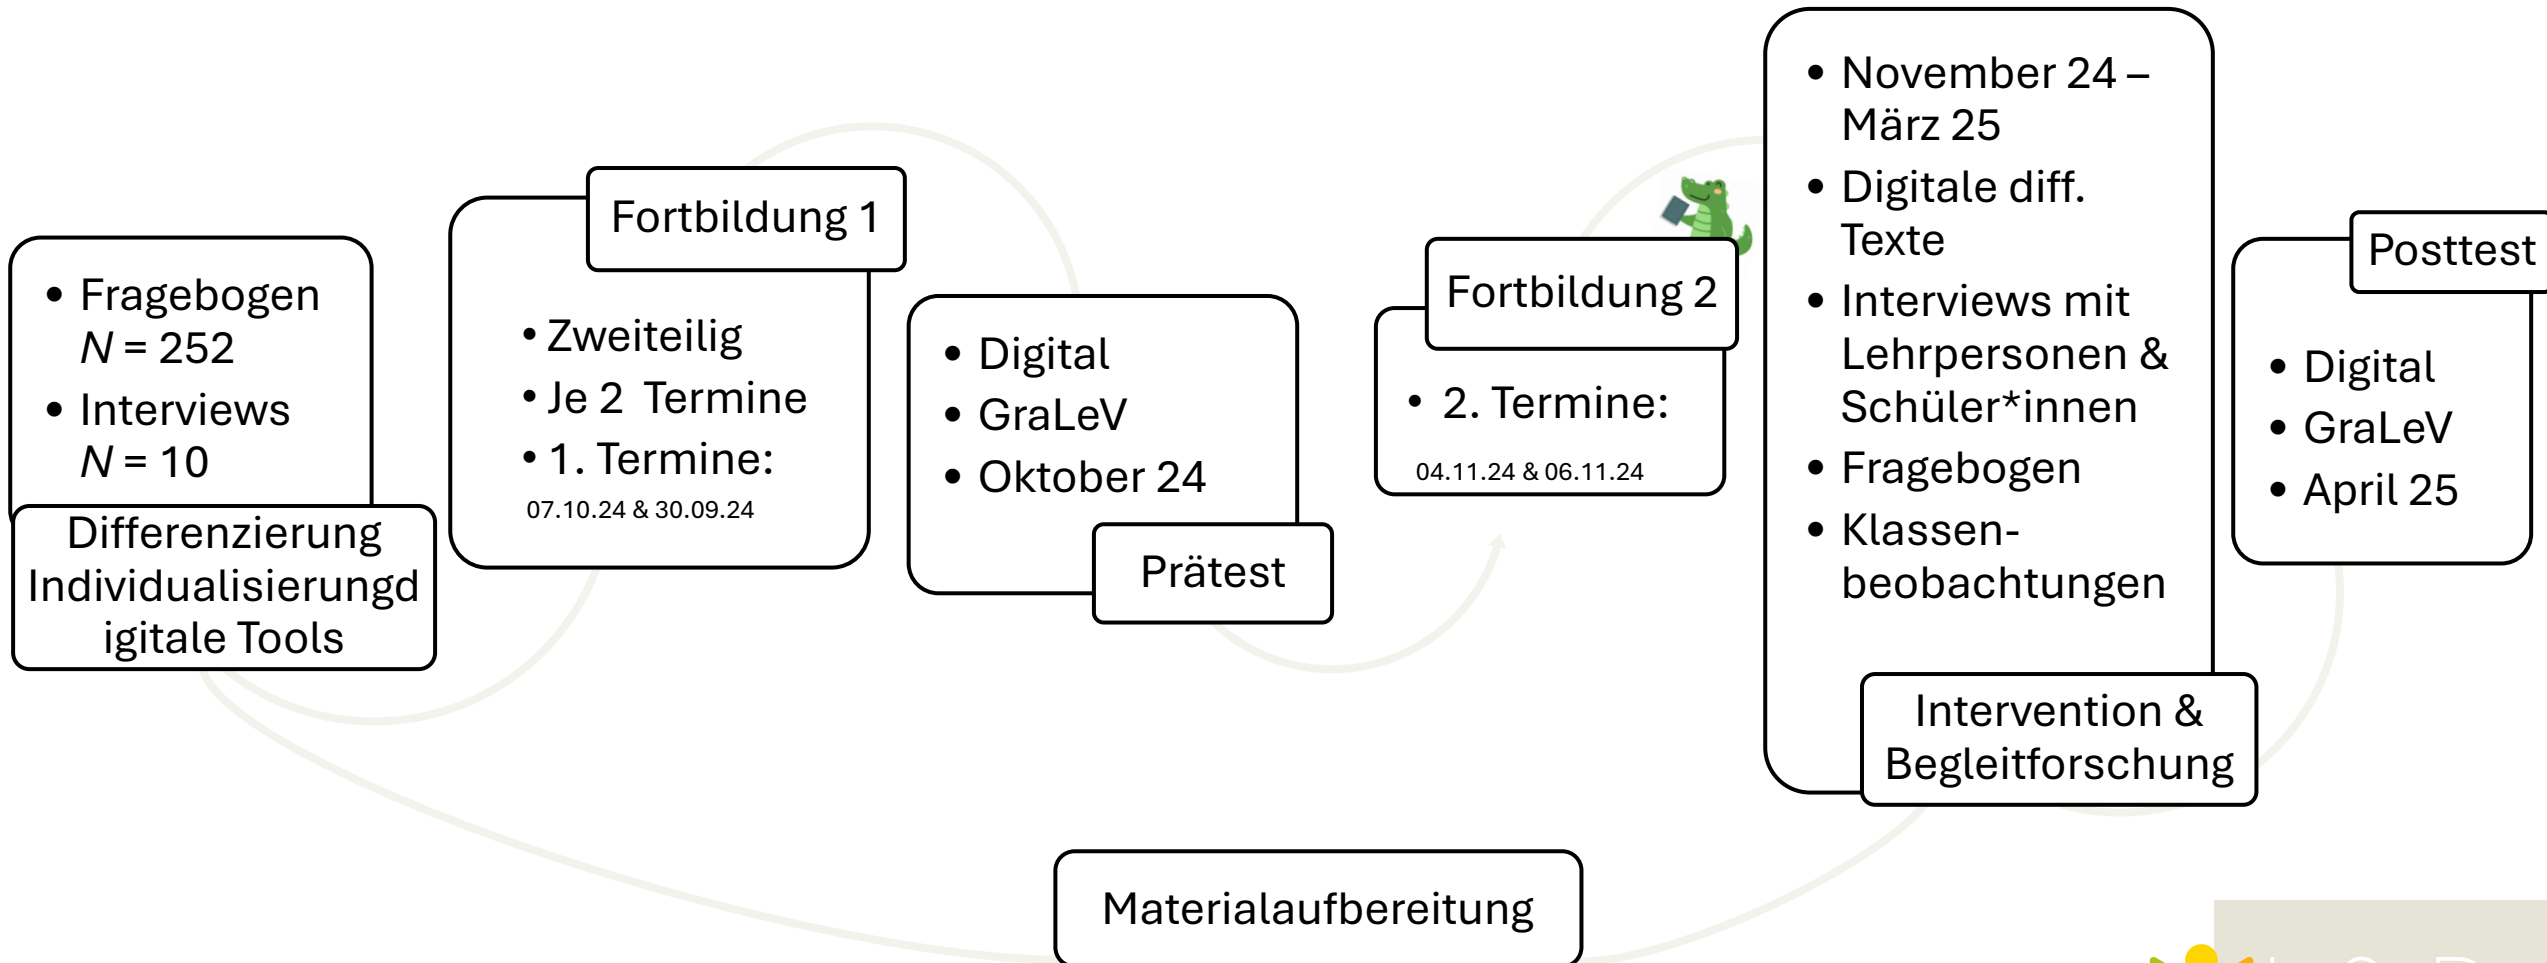 • Fragebogen
N = 252
• Interviews
N = 10
Differenzierung
Individualisierungd
igitale Tools
Fortbildung 1
• Zweiteilig
• Je 2 Termine
• 1. Termine:
07.10.24 & 30.09.24
• Digital
• GraLeV
• Oktober 24
Prätest
Fortbildung 2
• 2. Termine:
04.11.24 & 06.11.24
• November 24 –
März 25
• Digitale diff.
Texte
• Interviews mit
Lehrpersonen &
Schüler*innen
• Fragebogen
• Klassen-
beobachtungen
Intervention &
Begleitforschung
Posttest
• Digital
• GraLeV
• April 25
Materialaufbereitung